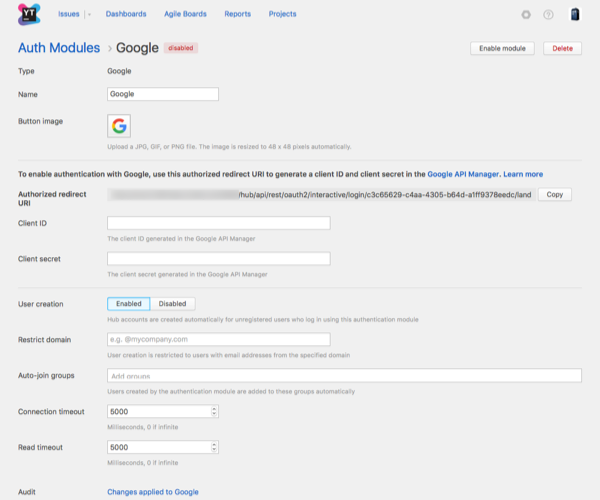 YT
Issues Dashboards Agile Boards Reports Projects
Auth Modules › Google disabled Enable module Delete
Type Google
Name Google
Button image
Upload a JPG, GIF, or PNG file. The image is resized to 48 x 48 pixels automatically.
To enable authentication with Google, use this authorized redirect URI to generate a client ID and client secret in the Google API Manager. Learn more
Authorized redirect URI /hub/api/rest/oauth2/interactive/login/c3c65629-c4aa-4305-b64d-a1ff9378eedc/land Copy
Client ID
The client ID generated in the Google API Manager
Client secret
The client secret generated in the Google API Manager
User creation Enabled Disabled
Hub accounts are created automatically for unregistered users who log in using this authentication module
Restrict domain e.g. @mycompany.com
User creation is restricted to users with email addresses from the specified domain
Auto-join groups Add groups
Users created by the authentication module are added to these groups automatically
Connection timeout 5000
Milliseconds, 0 if infinite
Read timeout 5000
Milliseconds, 0 if infinite
Audit Changes applied to Google